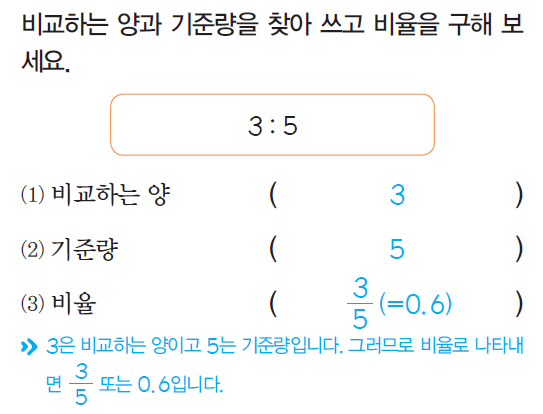 비교하는 양과 기준량을 찾아 쓰고 비율을 구해 보
세요.
3 : 5
(1) 비교하는 양 ( 3 )
(2) 기준량 ( 5 )
(3) 비율 ( 3/5 (=0.6) )
» 3은 비교하는 양이고 5는 기준량입니다. 그러므로 비율로 나타내
면 3/5 또는 0.6입니다.